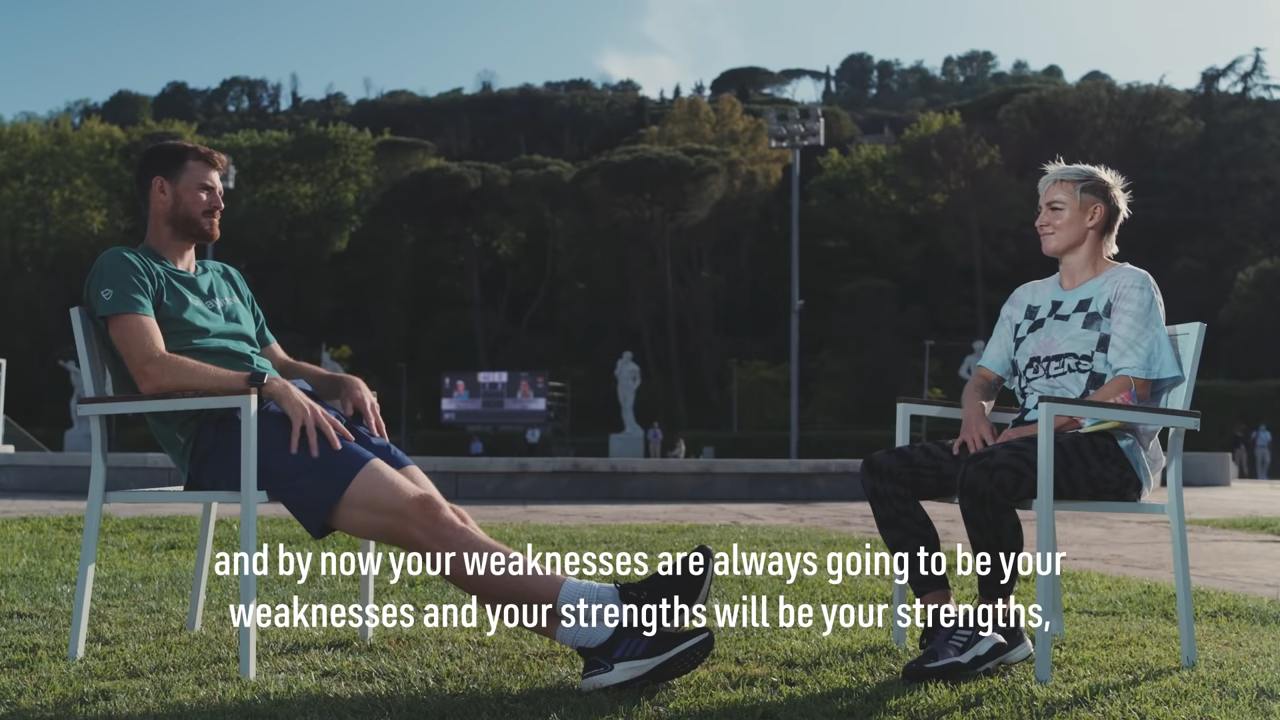 and by now your weaknesses are always going to be your
weaknesses and your strengths will be your strengths,